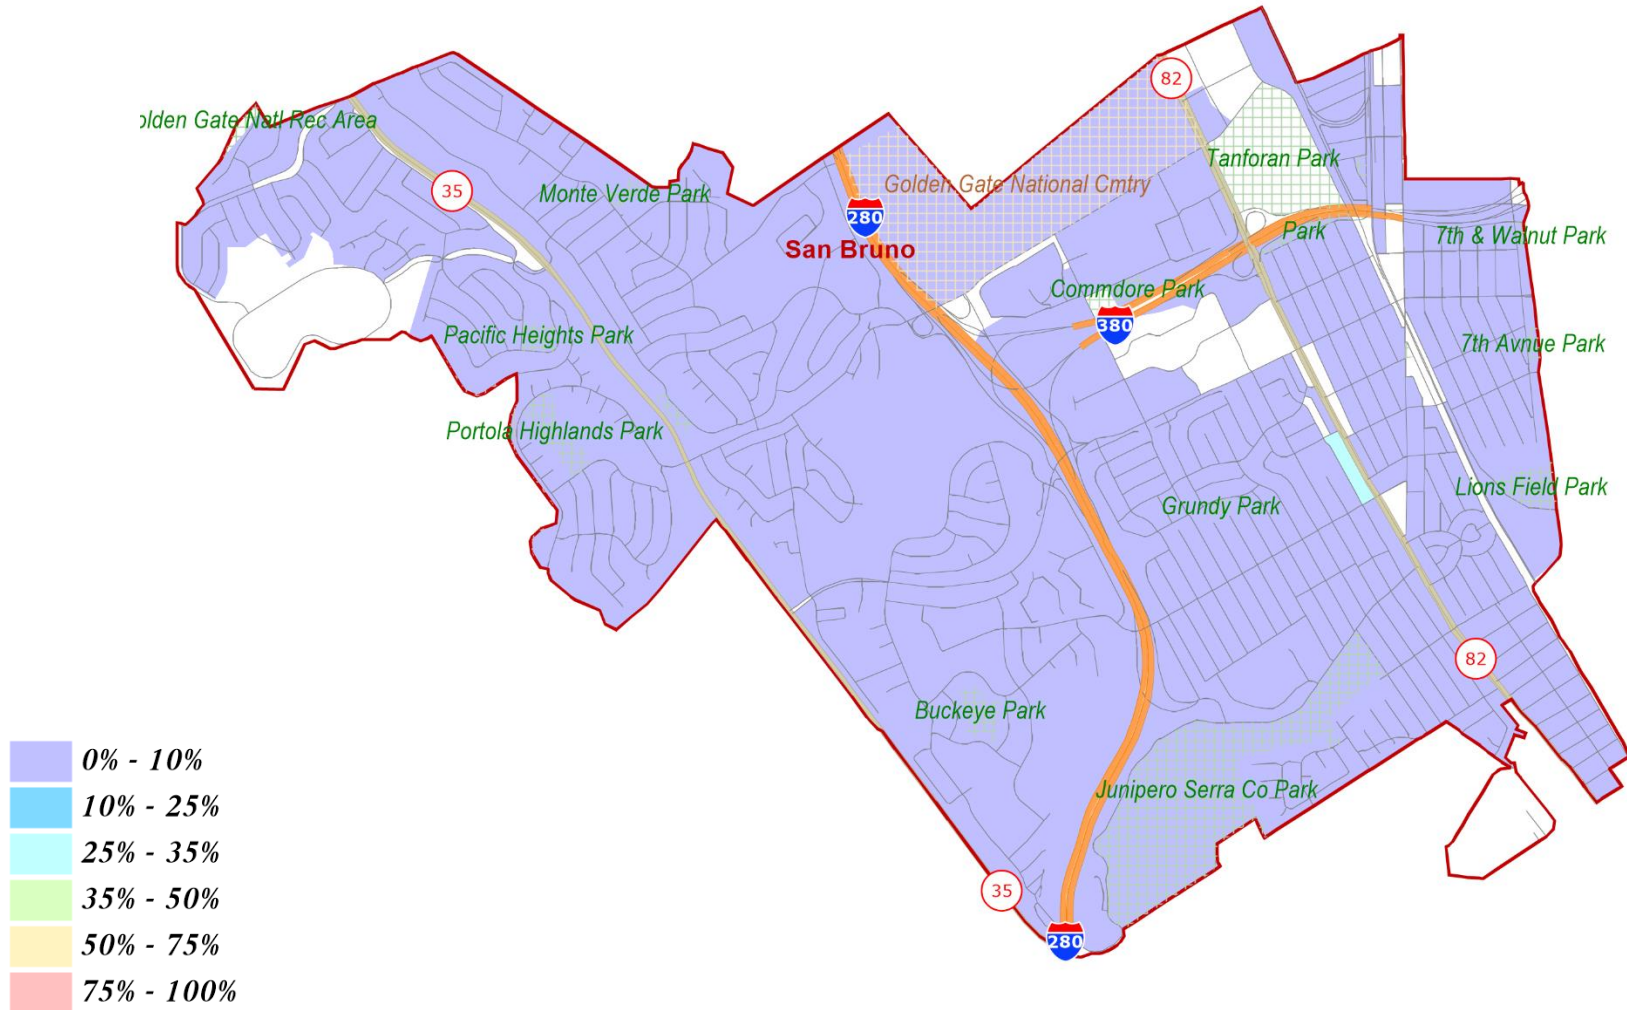 82
olden Gate Natl Rec Area
Tanforan Park
35
Monte Verde Park
Golden Gate National Cmtry
280
San Bruno
Park
7th & Walnut Park
Commdore Park
380
Pacific Heights Park
7th Avnue Park
Portola Highlands Park
Lions Field Park
Grundy Park
82
Buckeye Park
Junipero Serra Co Park
35
280
0% - 10%
10% - 25%
25% - 35%
35% - 50%
50% - 75%
75% - 100%